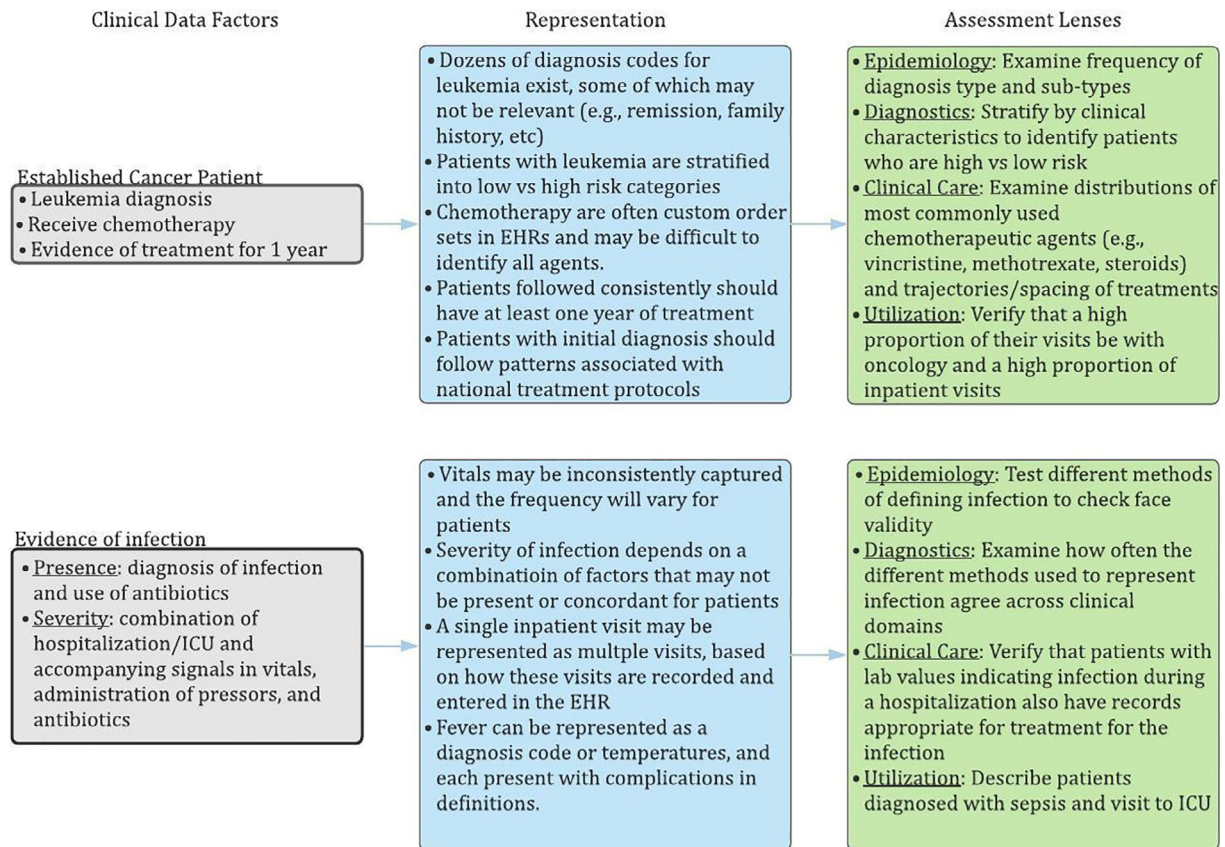 Clinical Data Factors
Representation
Assessment Lenses
Established Cancer Patient
• Leukemia diagnosis
• Receive chemotherapy
• Evidence of treatment for 1 year
• Dozens of diagnosis codes for
leukemia exist, some of which may
not be relevant (e.g., remission, family
history, etc)
• Patients with leukemia are stratified
into low vs high risk categories
• Chemotherapy are often custom order
sets in EHRs and may be difficult to
identify all agents.
• Patients followed consistently should
have at least one year of treatment
• Patients with initial diagnosis should
follow patterns associated with
national treatment protocols
• Epidemiology: Examine frequency of
diagnosis type and sub-types
• Diagnostics: Stratify by clinical
characteristics to identify patients
who are high vs low risk
• Clinical Care: Examine distributions of
most commonly used
chemotherapeutic agents (e.g.,
vincristine, methotrexate, steroids)
and trajectories/spacing of treatments
• Utilization: Verify that a high
proportion of their visits be with
oncology and a high proportion of
inpatient visits
Evidence of infection
• Presence: diagnosis of infection
and use of antibiotics
• Severity: combination of
hospitalization/ICU and
accompanying signals in vitals,
administration of pressors, and
antibiotics
• Vitals may be inconsistently captured
and the frequency will vary for
patients
• Severity of infection depends on a
combinatioin of factors that may not
be present or concordant for patients
• A single inpatient visit may be
represented as multple visits, based
on how these visits are recorded and
entered in the EHR
• Fever can be represented as a
diagnosis code or temperatures, and
each present with complications in
definitions.
• Epidemiology: Test different methods
of defining infection to check face
validity
• Diagnostics: Examine how often the
different methods used to represent
infection agree across clinical
domains
• Clinical Care: Verify that patients with
lab values indicating infection during
a hospitalization also have records
appropriate for treatment for the
infection
• Utilization: Describe patients
diagnosed with sepsis and visit to ICU